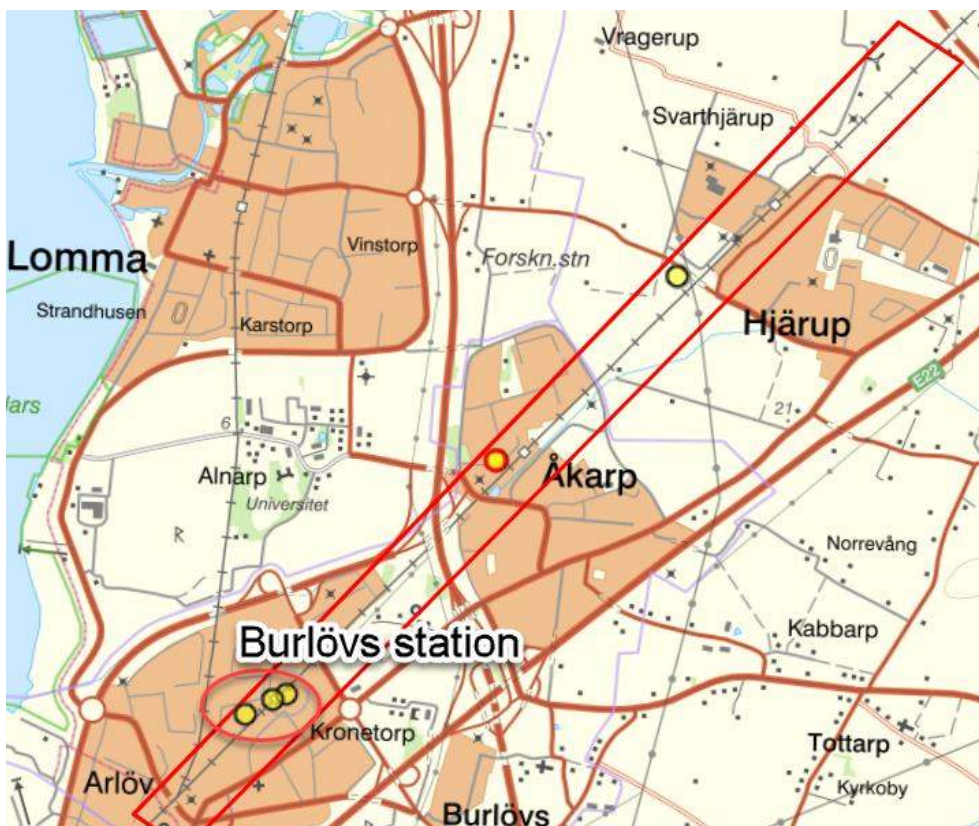 Vragerup
Svarthjärup
Lomma
Vinstorp
Forskn.stn
Strandhusen
Karstorp
Hjärup
E22
lars
21
6
Alnarp
Åkarp
Universitet
R
Norrevång
Burlövs station
Kabbarp
Kronetorp
Tottarp
Arlöv
Kyrkoby
Burlövs